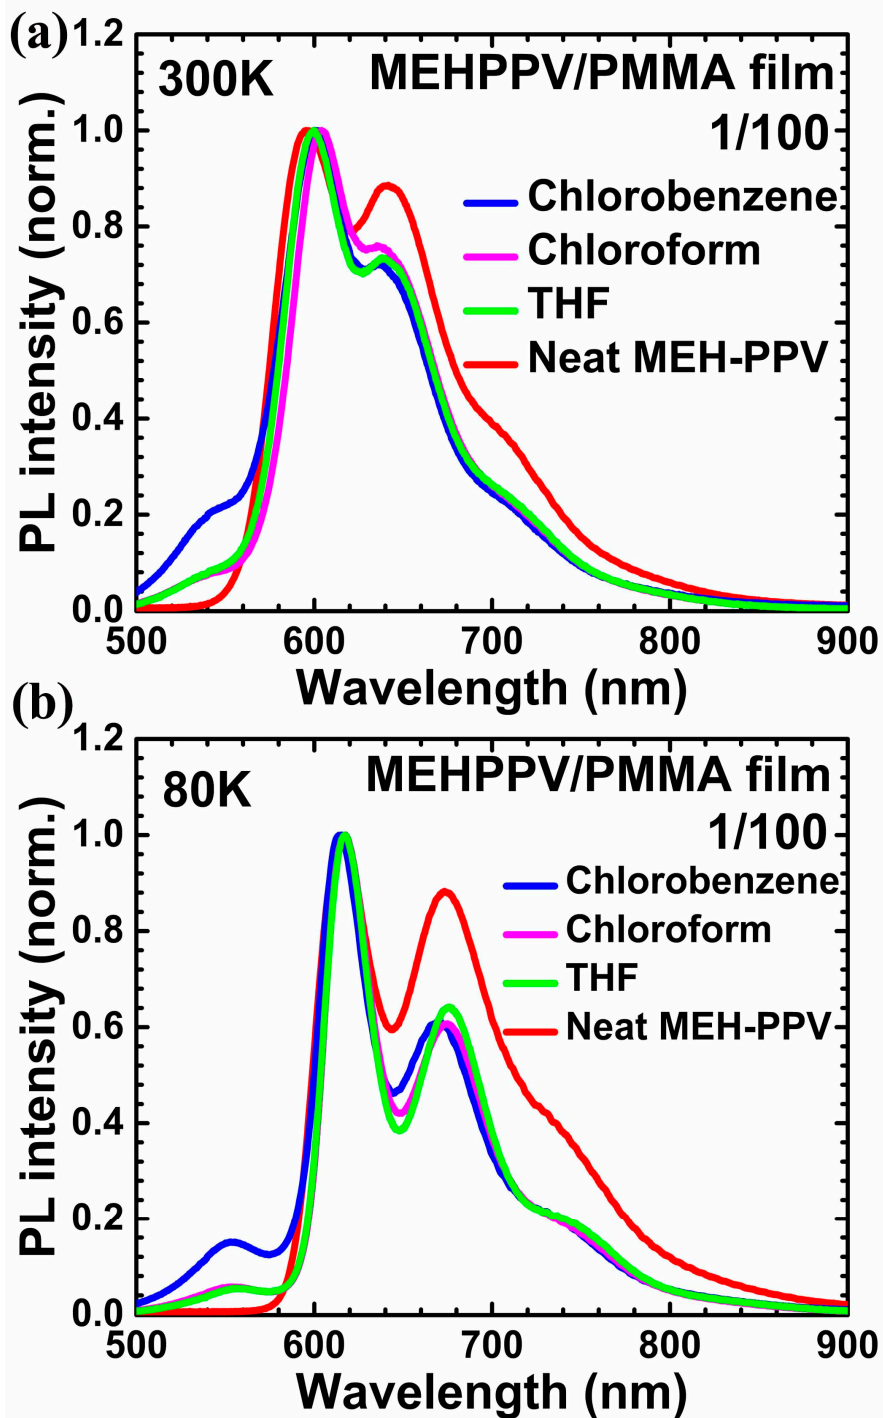 (a)
1.2
300K
MEHPPV/PMMA film
1/100
1.0
Chlorobenzene
0.8
Chloroform
THF
0.6
Neat MEH-PPV
0.4
0.2
0.0
PL intensity (norm.)
500 600 700 800 900
Wavelength (nm)
(b)
1.2
80K
MEHPPV/PMMA film
1/100
1.0
Chlorobenzene
0.8
Chloroform
THF
0.6
Neat MEH-PPV
0.4
0.2
0.0
PL intensity (norm.)
500 600 700 800 900
Wavelength (nm)